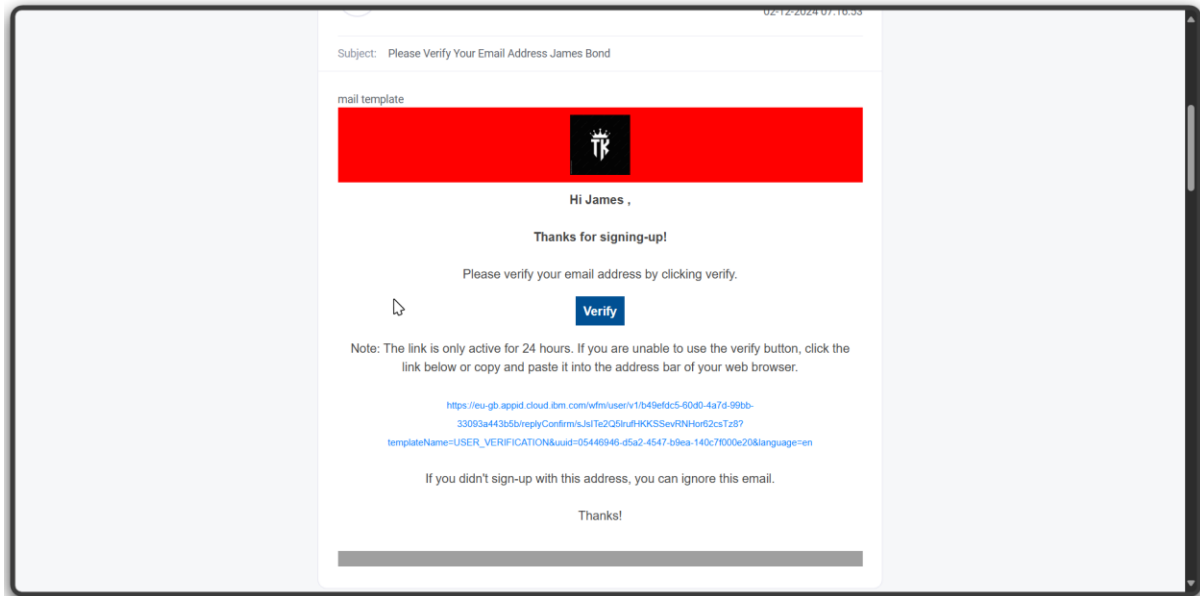 02-12-2024 07:16:53
Subject: Please Verify Your Email Address James Bond
mail template
TK
Hi James ,
Thanks for signing-up!
Please verify your email address by clicking verify.
Verify
Note: The link is only active for 24 hours. If you are unable to use the verify button, click the
link below or copy and paste it into the address bar of your web browser.
https://eu-gb.appid.cloud.ibm.com/wfm/user/v1/b49efdc5-60d0-4a7d-99bb-
33093a443b5b/replyConfirm/sJsITe2Q5lrufHKKSSevRNHor62csTz8?
templateName=USER_VERIFICATION&uuid=05446946-d5a2-4547-b9ea-140c7f000e20&language=en
If you didn't sign-up with this address, you can ignore this email.
Thanks!